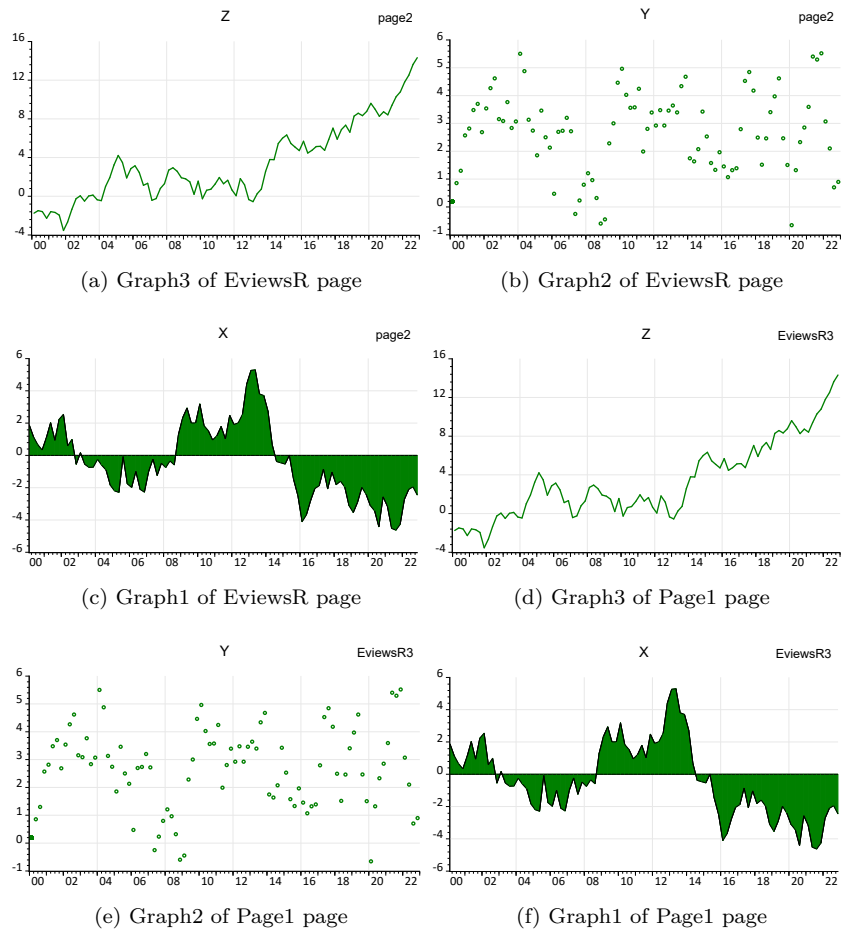 Z page2
16
12
8
4
0
-4
00 02 04 06 08 10 12 14 16 18 20 22
(a) Graph3 of EviewsR page
Y page2
6
5
4
3
2
1
0
-1
00 02 04 06 08 10 12 14 16 18 20 22
(b) Graph2 of EviewsR page
X page2
6
4
2
0
-2
-4
-6
00 02 04 06 08 10 12 14 16 18 20 22
(c) Graph1 of EviewsR page
Z EviewsR3
16
12
8
4
0
-4
00 02 04 06 08 10 12 14 16 18 20 22
(d) Graph3 of Page1 page
Y EviewsR3
6
5
4
3
2
1
0
-1
00 02 04 06 08 10 12 14 16 18 20 22
(e) Graph2 of Page1 page
X EviewsR3
6
4
2
0
-2
-4
-6
00 02 04 06 08 10 12 14 16 18 20 22
(f) Graph1 of Page1 page